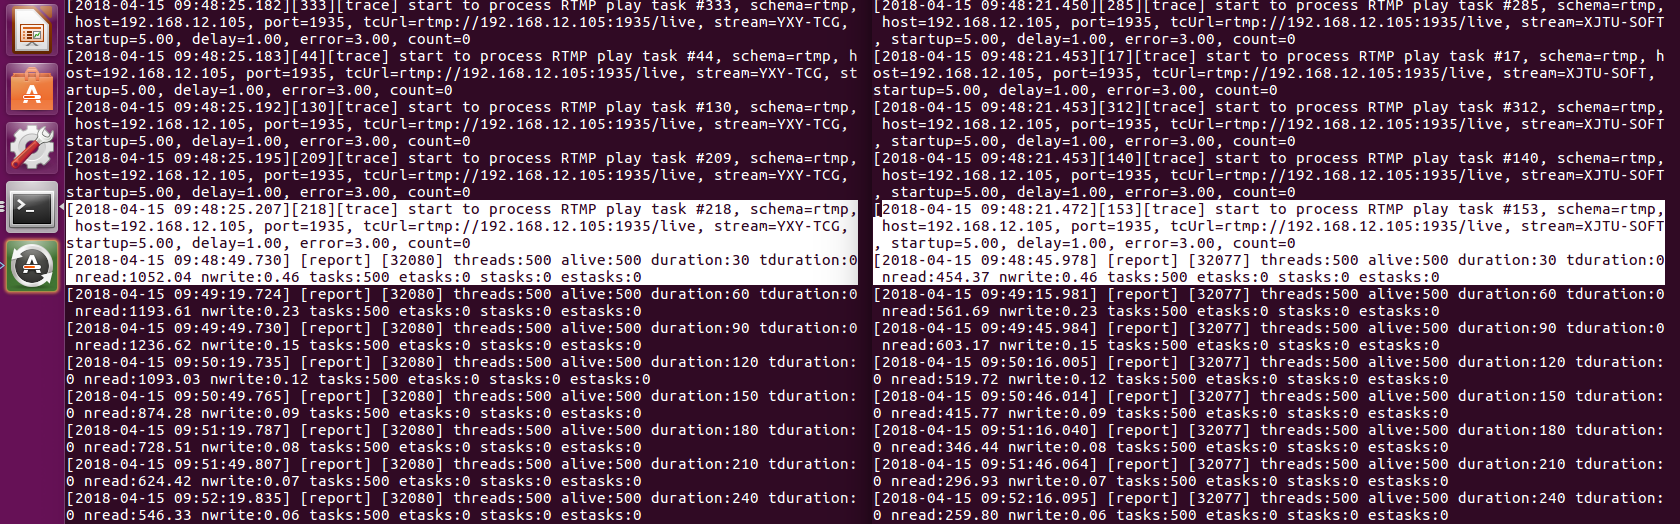 [2018-04-15 09:48:25.182][333][trace] start to process RTMP play task #333, schema=rtmp,
 host=192.168.12.105, port=1935, tcUrl=rtmp://192.168.12.105:1935/live, stream=YXY-TCG,
startup=5.00, delay=1.00, error=3.00, count=0
[2018-04-15 09:48:25.183][44][trace] start to process RTMP play task #44, schema=rtmp, h
ost=192.168.12.105, port=1935, tcUrl=rtmp://192.168.12.105:1935/live, stream=YXY-TCG, st
artup=5.00, delay=1.00, error=3.00, count=0
[2018-04-15 09:48:25.192][130][trace] start to process RTMP play task #130, schema=rtmp,
 host=192.168.12.105, port=1935, tcUrl=rtmp://192.168.12.105:1935/live, stream=YXY-TCG,
startup=5.00, delay=1.00, error=3.00, count=0
[2018-04-15 09:48:25.195][209][trace] start to process RTMP play task #209, schema=rtmp,
 host=192.168.12.105, port=1935, tcUrl=rtmp://192.168.12.105:1935/live, stream=YXY-TCG,
startup=5.00, delay=1.00, error=3.00, count=0
[2018-04-15 09:48:25.207][218][trace] start to process RTMP play task #218, schema=rtmp,
 host=192.168.12.105, port=1935, tcUrl=rtmp://192.168.12.105:1935/live, stream=YXY-TCG,
startup=5.00, delay=1.00, error=3.00, count=0
[2018-04-15 09:48:49.730] [report] [32080] threads:500 alive:500 duration:30 tduration:0
 nread:1052.04 nwrite:0.46 tasks:500 etasks:0 stasks:0 estasks:0
[2018-04-15 09:49:19.724] [report] [32080] threads:500 alive:500 duration:60 tduration:0
 nread:1193.61 nwrite:0.23 tasks:500 etasks:0 stasks:0 estasks:0
[2018-04-15 09:49:49.730] [report] [32080] threads:500 alive:500 duration:90 tduration:0
 nread:1236.62 nwrite:0.15 tasks:500 etasks:0 stasks:0 estasks:0
[2018-04-15 09:50:19.735] [report] [32080] threads:500 alive:500 duration:120 tduration:
0 nread:1093.03 nwrite:0.12 tasks:500 etasks:0 stasks:0 estasks:0
[2018-04-15 09:50:49.765] [report] [32080] threads:500 alive:500 duration:150 tduration:
0 nread:874.28 nwrite:0.09 tasks:500 etasks:0 stasks:0 estasks:0
[2018-04-15 09:51:19.787] [report] [32080] threads:500 alive:500 duration:180 tduration:
0 nread:728.51 nwrite:0.08 tasks:500 etasks:0 stasks:0 estasks:0
[2018-04-15 09:51:49.807] [report] [32080] threads:500 alive:500 duration:210 tduration:
0 nread:624.42 nwrite:0.07 tasks:500 etasks:0 stasks:0 estasks:0
[2018-04-15 09:52:19.835] [report] [32080] threads:500 alive:500 duration:240 tduration:
0 nread:546.33 nwrite:0.06 tasks:500 etasks:0 stasks:0 estasks:0
[2018-04-15 09:48:21.450][285][trace] start to process RTMP play task #285, schema=rtmp,
 host=192.168.12.105, port=1935, tcUrl=rtmp://192.168.12.105:1935/live, stream=XJTU-SOFT
, startup=5.00, delay=1.00, error=3.00, count=0
[2018-04-15 09:48:21.453][17][trace] start to process RTMP play task #17, schema=rtmp, h
ost=192.168.12.105, port=1935, tcUrl=rtmp://192.168.12.105:1935/live, stream=XJTU-SOFT,
startup=5.00, delay=1.00, error=3.00, count=0
[2018-04-15 09:48:21.453][312][trace] start to process RTMP play task #312, schema=rtmp,
 host=192.168.12.105, port=1935, tcUrl=rtmp://192.168.12.105:1935/live, stream=XJTU-SOFT
, startup=5.00, delay=1.00, error=3.00, count=0
[2018-04-15 09:48:21.453][140][trace] start to process RTMP play task #140, schema=rtmp,
 host=192.168.12.105, port=1935, tcUrl=rtmp://192.168.12.105:1935/live, stream=XJTU-SOFT
, startup=5.00, delay=1.00, error=3.00, count=0
[2018-04-15 09:48:21.472][153][trace] start to process RTMP play task #153, schema=rtmp,
 host=192.168.12.105, port=1935, tcUrl=rtmp://192.168.12.105:1935/live, stream=XJTU-SOFT
, startup=5.00, delay=1.00, error=3.00, count=0
[2018-04-15 09:48:45.978] [report] [32077] threads:500 alive:500 duration:30 tduration:0
 nread:454.37 nwrite:0.46 tasks:500 etasks:0 stasks:0 estasks:0
[2018-04-15 09:49:15.981] [report] [32077] threads:500 alive:500 duration:60 tduration:0
 nread:561.69 nwrite:0.23 tasks:500 etasks:0 stasks:0 estasks:0
[2018-04-15 09:49:45.984] [report] [32077] threads:500 alive:500 duration:90 tduration:0
 nread:603.17 nwrite:0.15 tasks:500 etasks:0 stasks:0 estasks:0
[2018-04-15 09:50:16.005] [report] [32077] threads:500 alive:500 duration:120 tduration:
0 nread:519.72 nwrite:0.12 tasks:500 etasks:0 stasks:0 estasks:0
[2018-04-15 09:50:46.014] [report] [32077] threads:500 alive:500 duration:150 tduration:
0 nread:415.77 nwrite:0.09 tasks:500 etasks:0 stasks:0 estasks:0
[2018-04-15 09:51:16.040] [report] [32077] threads:500 alive:500 duration:180 tduration:
0 nread:346.44 nwrite:0.08 tasks:500 etasks:0 stasks:0 estasks:0
[2018-04-15 09:51:46.064] [report] [32077] threads:500 alive:500 duration:210 tduration:
0 nread:296.93 nwrite:0.07 tasks:500 etasks:0 stasks:0 estasks:0
[2018-04-15 09:52:16.095] [report] [32077] threads:500 alive:500 duration:240 tduration:
0 nread:259.80 nwrite:0.06 tasks:500 etasks:0 stasks:0 estasks:0